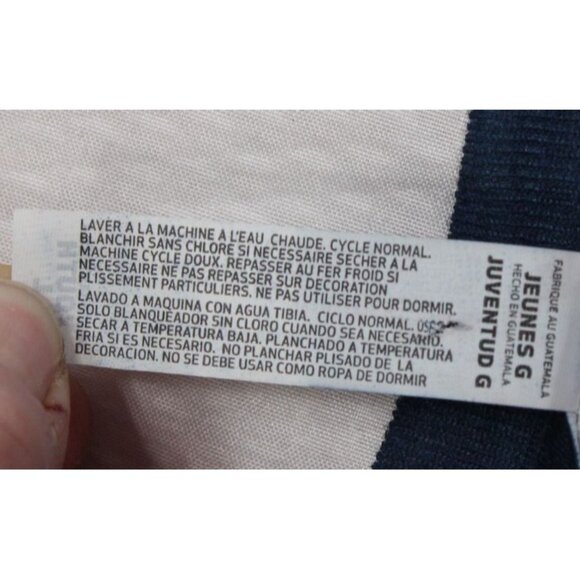 LAVER A LA MACHINE A L'EAU CHAUDE. CYCLE NORMAL.
BLANCHIR SANS CHLORE SI NECESSAIRE SECHER A LA
MACHINE CYCLE DOUX. REPASSER AU FER FROID SI
NECESSAIRE NE PAS REPASSER SUR DECORATION
PLISSEMENT PARTICULIERS. NE PAS UTILISER POUR DORMIR.
LAVADO A MAQUINA CON AGUA TIBIA. CICLO NORMAL. USE
SOLO BLANQUEADOR SIN CLORO CUANDO SEA NECESARIO.
SECAR A TEMPERATURA BAJA. PLANCHADO A TEMPERATURA
FRIA SI ES NECESARIO. NO PLANCHAR PLISADO DE LA
DECORACION. NO SE DEBE USAR COMO ROPA DE DORMIR
FABRIQUE AU GUATEMALA
JEUNES G
HECHO EN GUATEMALA
JUVENTUD G